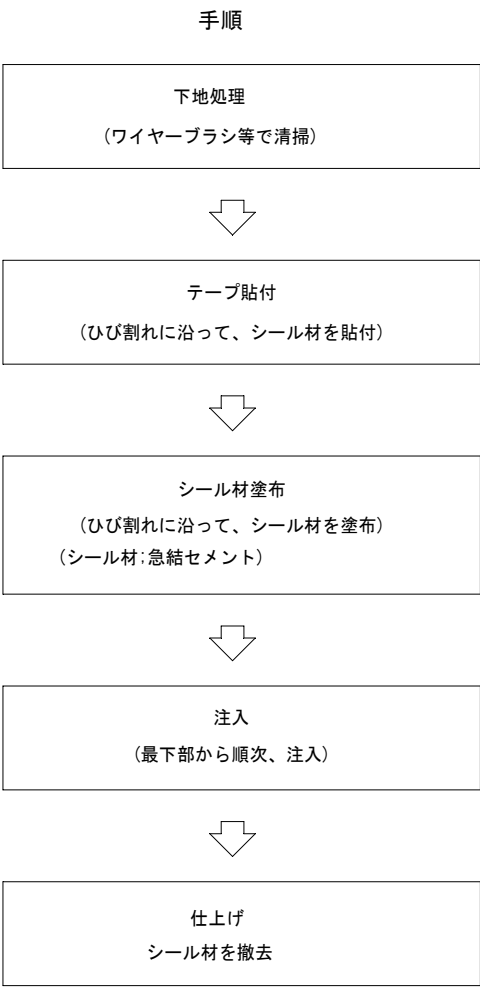 手順
下地処理
(ワイヤーブラシ等で清掃)
テープ貼付
(ひび割れに沿って、シール材を貼付)
シール材塗布
(ひび割れに沿って、シール材を塗布)
(シール材;急結セメント)
注入
(最下部から順次、注入)
仕上げ
シール材を撤去